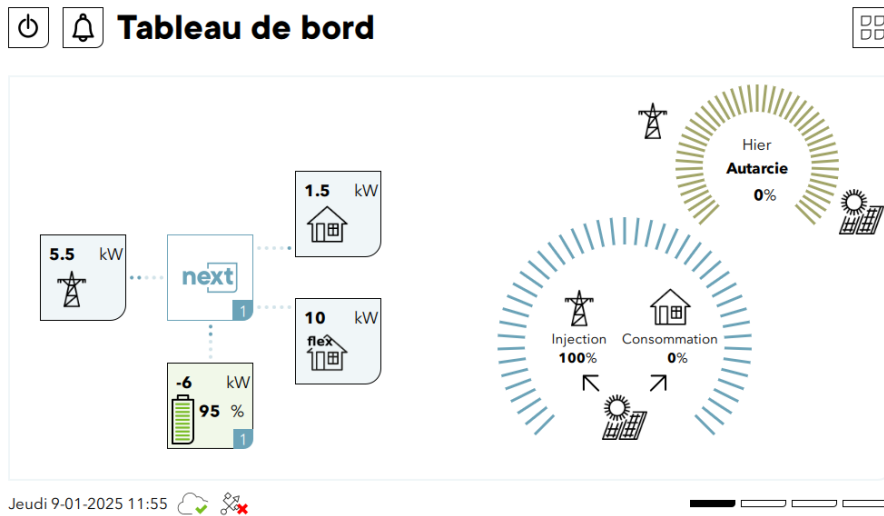 Tableau de bord
Hier
Autarcie
0%
1.5 kW
5.5 kW
next
1
10 kW
flex
Injection
100%
Consommation
0%
-6 kW
95 %
1
Jeudi 9-01-2025 11:55